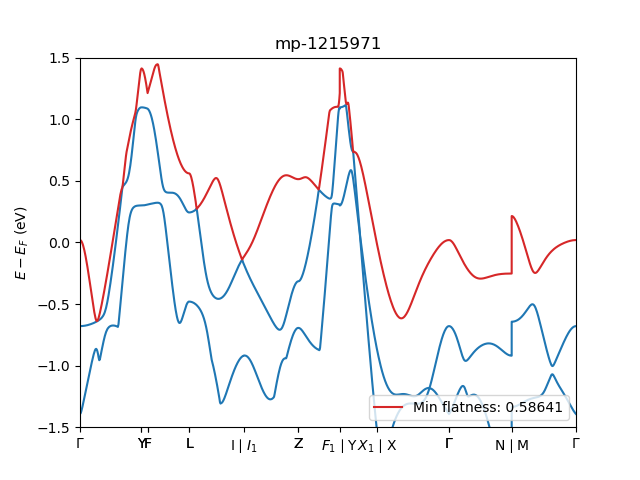 mp-1215971
E − E_F (eV)
1.5
1.0
0.5
0.0
−0.5
−1.0
−1.5
Min flatness: 0.58641
Γ Y F L I | I₁ Z F₁ | Y X₁ | X Γ N | M Γ